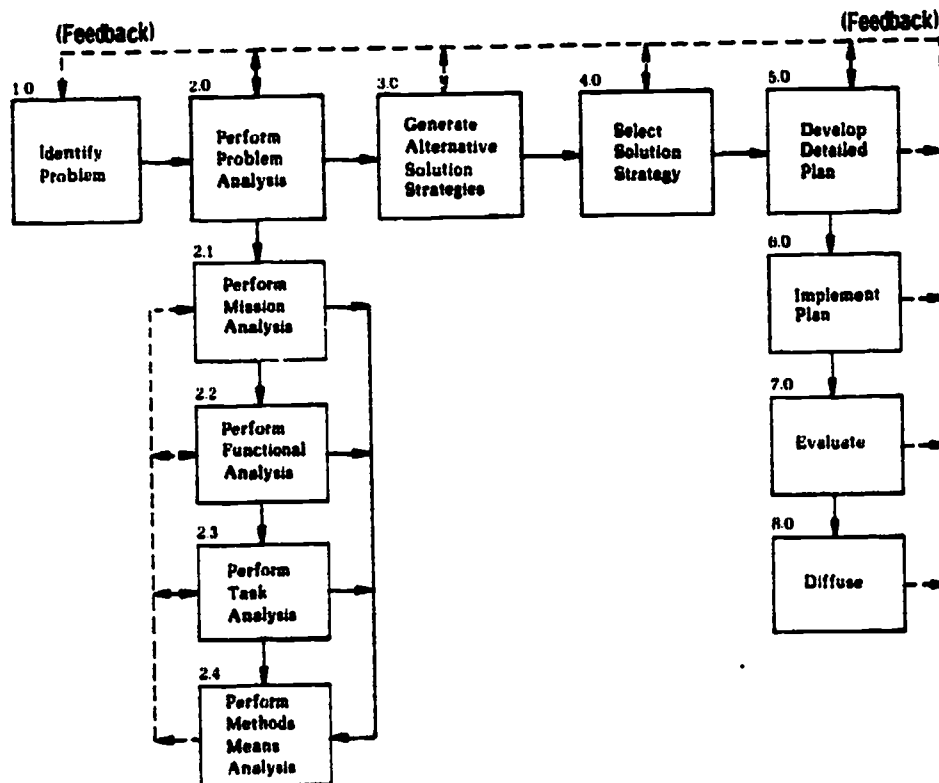 (Feedback)
(Feedback)
1.0
Identify
Problem
2.0
Perform
Problem
Analysis
3.0
Generate
Alternative
Solution
Strategies
4.0
Select
Solution
Strategy
5.0
Develop
Detailed
Plan
2.1
Perform
Mission
Analysis
2.2
Perform
Functional
Analysis
2.3
Perform
Task
Analysis
2.4
Perform
Methods
Means
Analysis
6.0
Implement
Plan
7.0
Evaluate
8.0
Diffuse